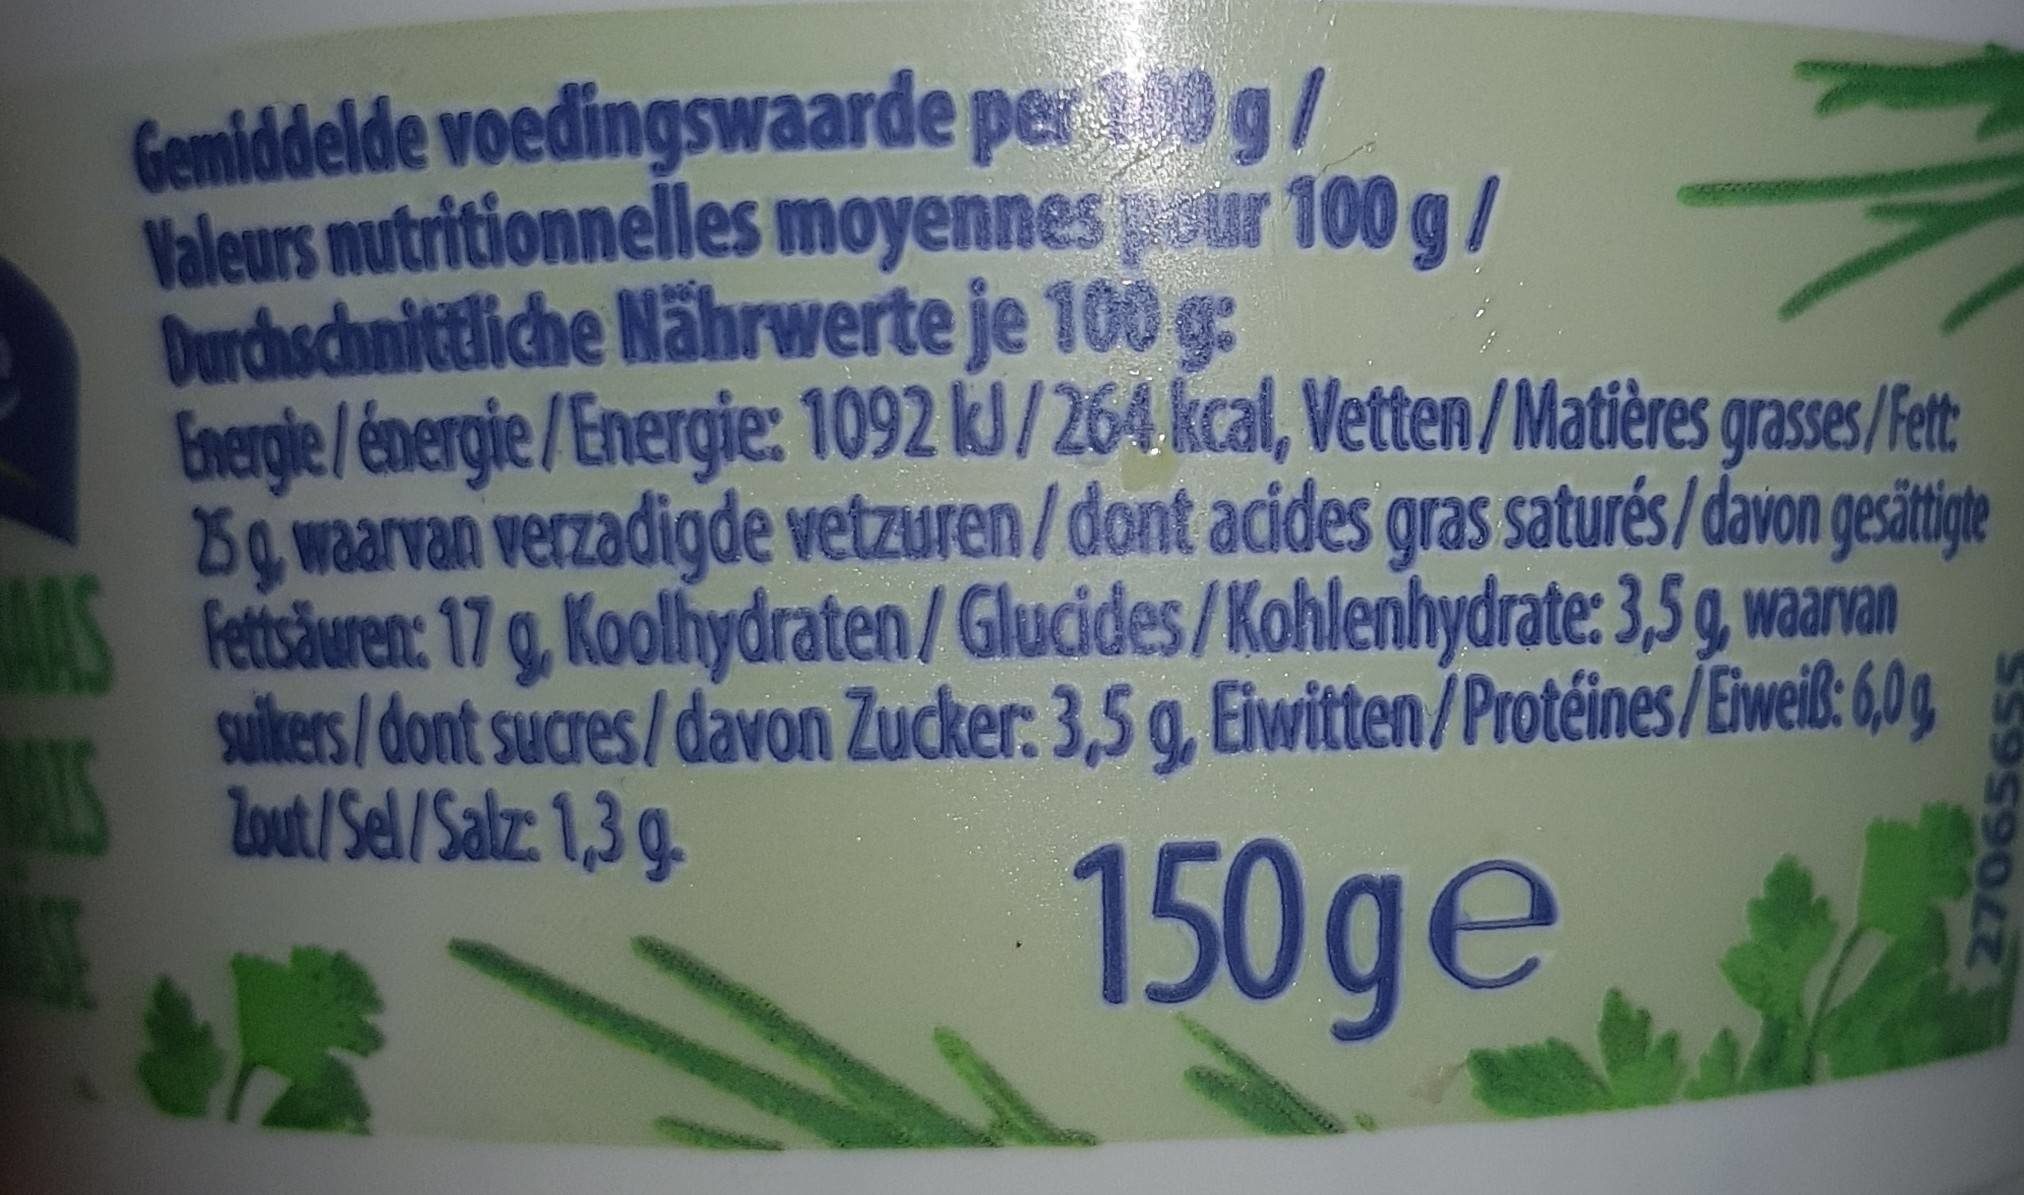 Gemiddelde voedingswaarde per 100 g /
Valeurs nutritionnelles moyennes pour 100 g /
Durchschnittliche Nährwerte je 100 g:
Energie / énergie / Energie: 1092 kJ / 264 kcal, Vetten / Matières grasses / Fett:
25 g, waarvan verzadigde vetzuren / dont acides gras saturés / davon gesättigte
Fettsäuren: 17 g, Koolhydraten / Glucides / Kohlenhydrate: 3,5 g, waarvan
suikers / dont sucres / davon Zucker: 3,5 g, Eiwitten / Protéines / Eiweiß: 6,0 g,
Zout / Sel / Salz: 1,3 g.
150 g e
27065655